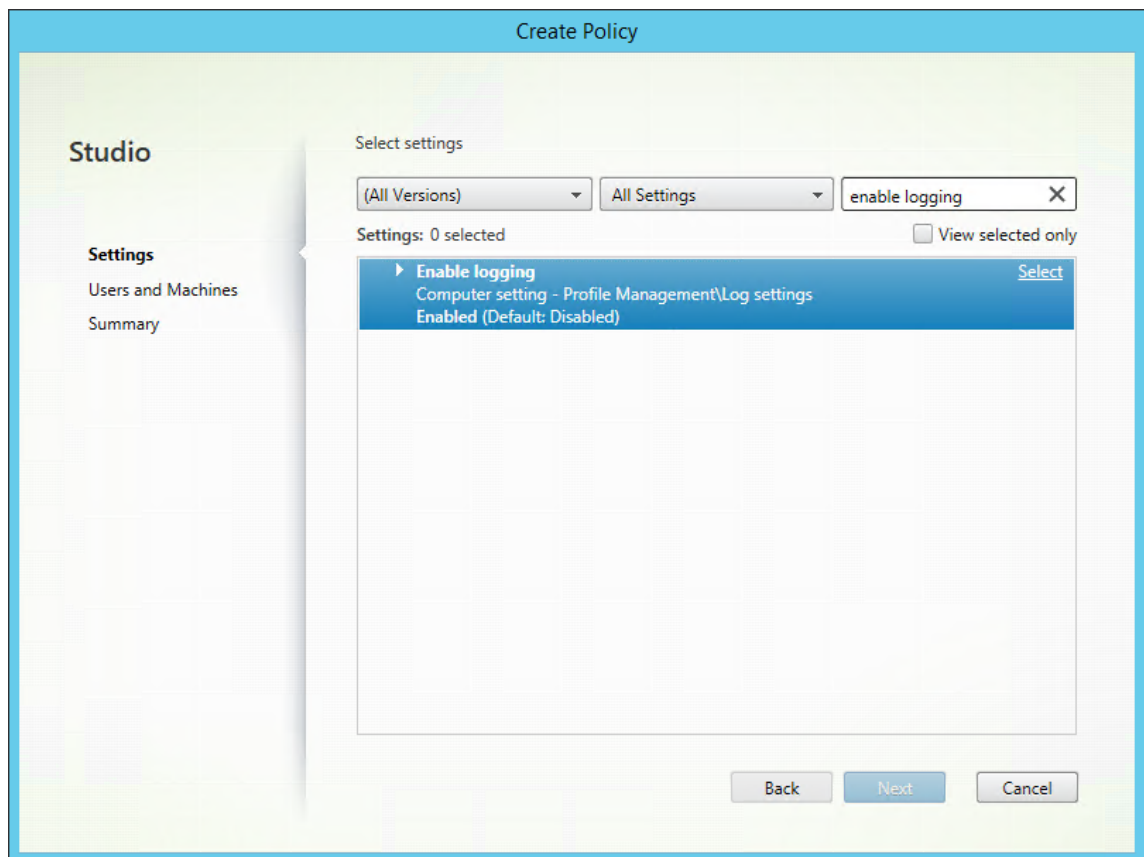 Create Policy
Studio
Settings
Users and Machines
Summary
Select settings
(All Versions) All Settings enable logging
Settings: 0 selected View selected only
Enable logging Select
Computer setting - Profile Management\Log settings
Enabled (Default: Disabled)
Back Next Cancel